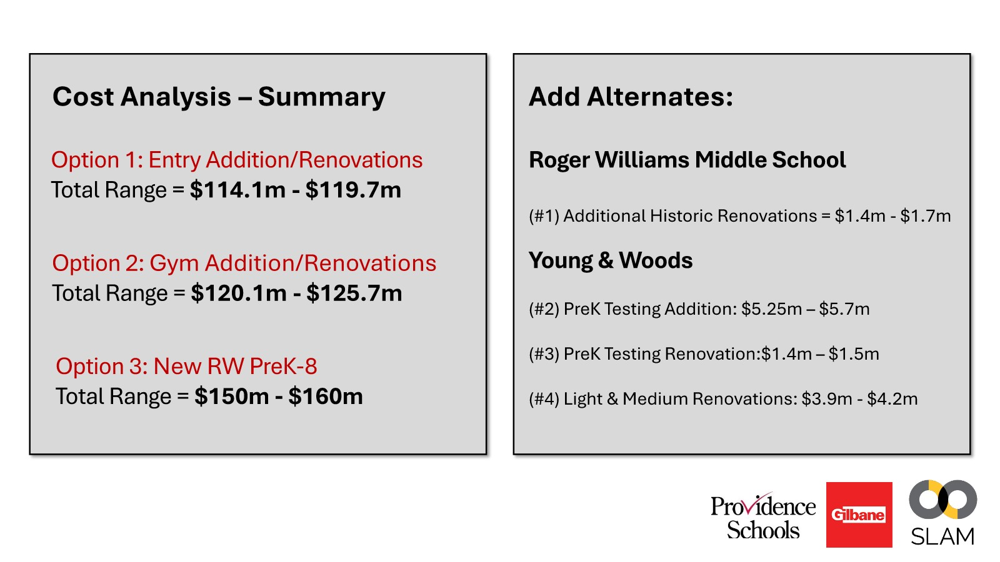 Cost Analysis – Summary
Option 1: Entry Addition/Renovations
Total Range = $114.1m - $119.7m
Option 2: Gym Addition/Renovations
Total Range = $120.1m - $125.7m
Option 3: New RW PreK-8
Total Range = $150m - $160m
Add Alternates:
Roger Williams Middle School
(#1) Additional Historic Renovations = $1.4m - $1.7m
Young & Woods
(#2) PreK Testing Addition: $5.25m – $5.7m
(#3) PreK Testing Renovation:$1.4m – $1.5m
(#4) Light & Medium Renovations: $3.9m - $4.2m
Providence
Schools
Gilbane
SLAM